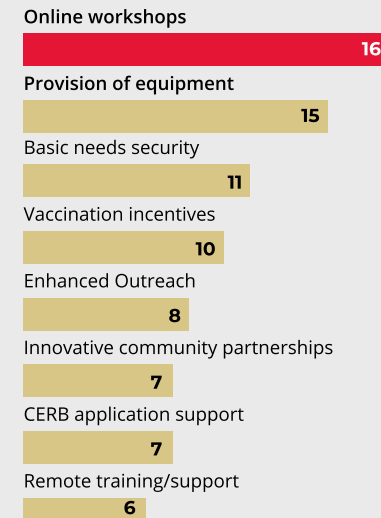 Online workshops
16
Provision of equipment
15
Basic needs security
11
Vaccination incentives
10
Enhanced Outreach
8
Innovative community partnerships
7
CERB application support
7
Remote training/support
6